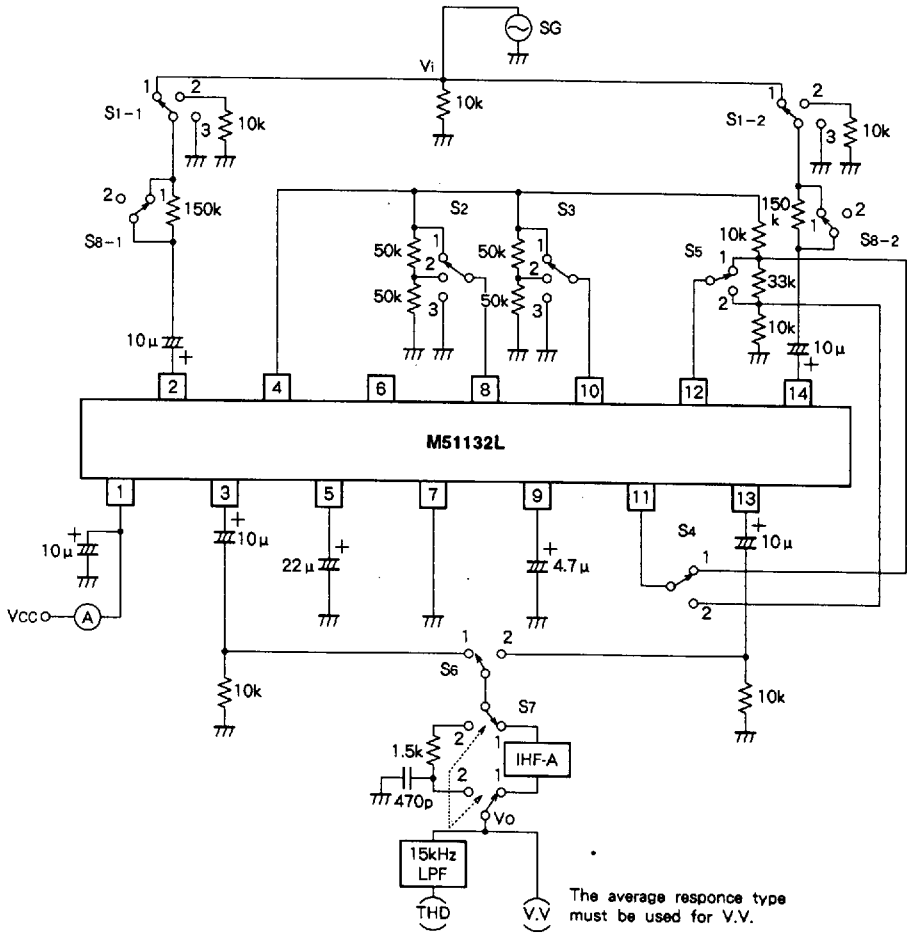 SG
Vi
1 2
S1-1
3
10k
10k
1 2
S1-2
3
10k
2 1
S8-1
150k
S2
50k
1
2
50k
3
S3
50k
1
2
50k
3
10k
S5
1
33k
2
10k
150k
1 2
S8-2
10μ +
10μ +
2 4 6 8 10 12 14
M51132L
1 3 5 7 9 11 13
+ 10μ
+ 10μ
22μ +
+ 4.7μ
S4
1
2
+ 10μ
Vcc A
1 2
S6
10k
10k
S7
2 1
1.5k
IHF-A
2 1
470p
Vo
15kHz
LPF
THD
V.V
The average responce type
must be used for V.V.